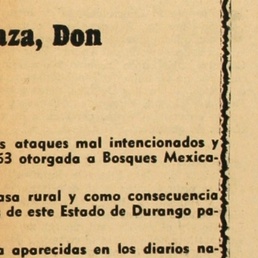 aza, Don
s ataques mal intencionados y
63 otorgada a Bosques Mexica-
asa rural y como consecuencia
de este Estado de Durango pa-
a aparecidas en los diarios na-